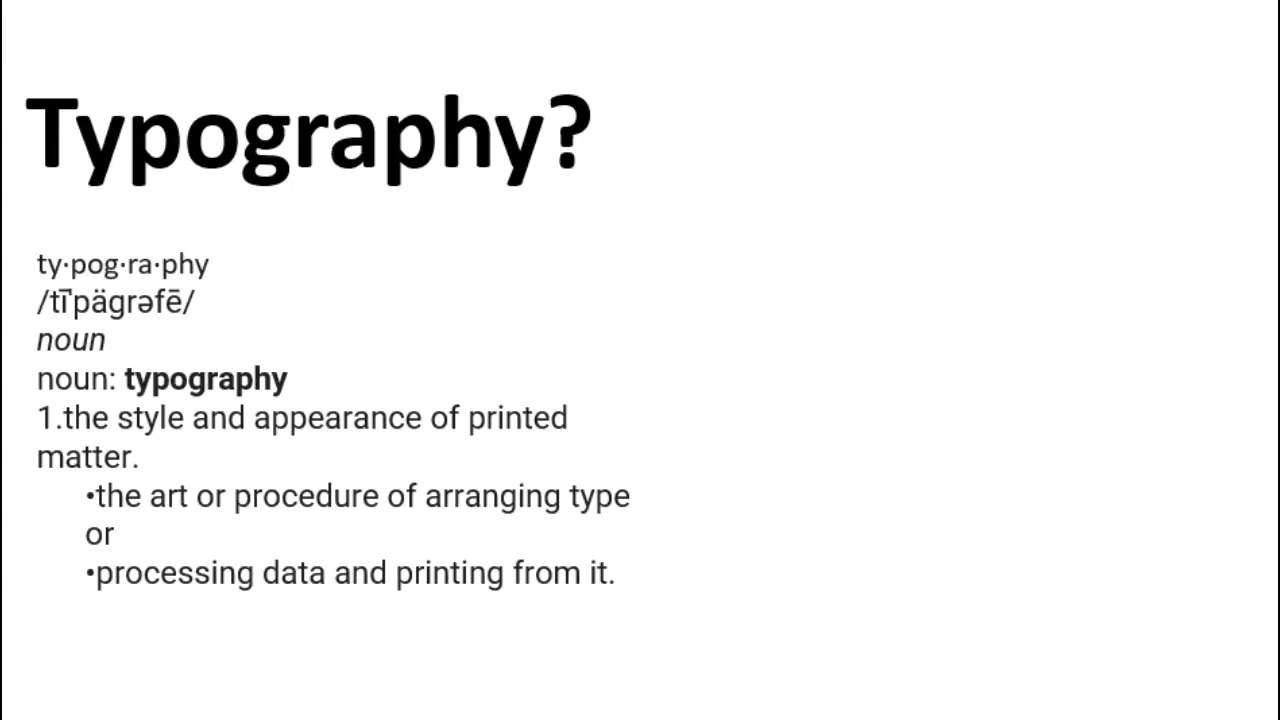 Typography?
ty·pog·ra·phy
/tīˈpäɡrəfē/
noun
noun: typography
1.the style and appearance of printed
matter.
•the art or procedure of arranging type
or
•processing data and printing from it.